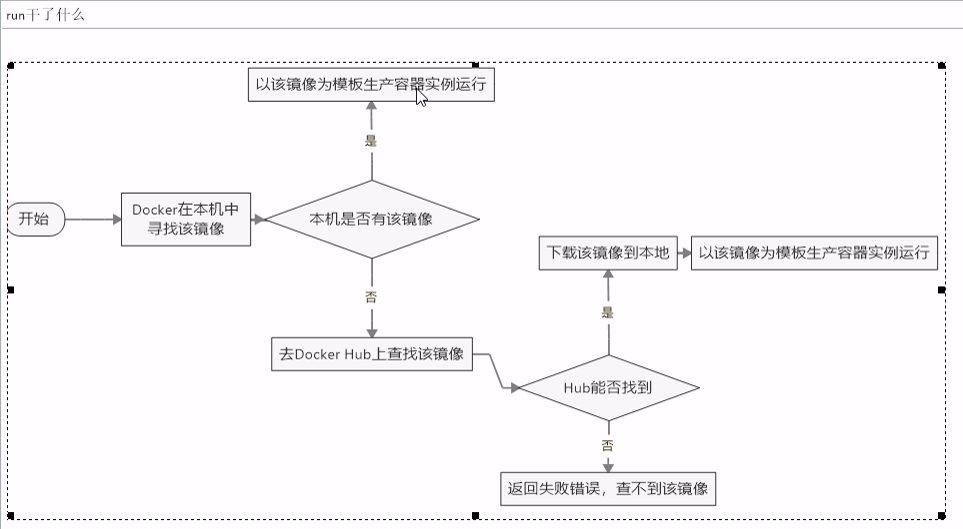 run干了什么
以该镜像为模板生产容器实例运行
是
开始
Docker在本机中
寻找该镜像
本机是否有该镜像
否
去Docker Hub上查找该镜像
下载该镜像到本地
以该镜像为模板生产容器实例运行
是
Hub能否找到
否
返回失败错误，查不到该镜像